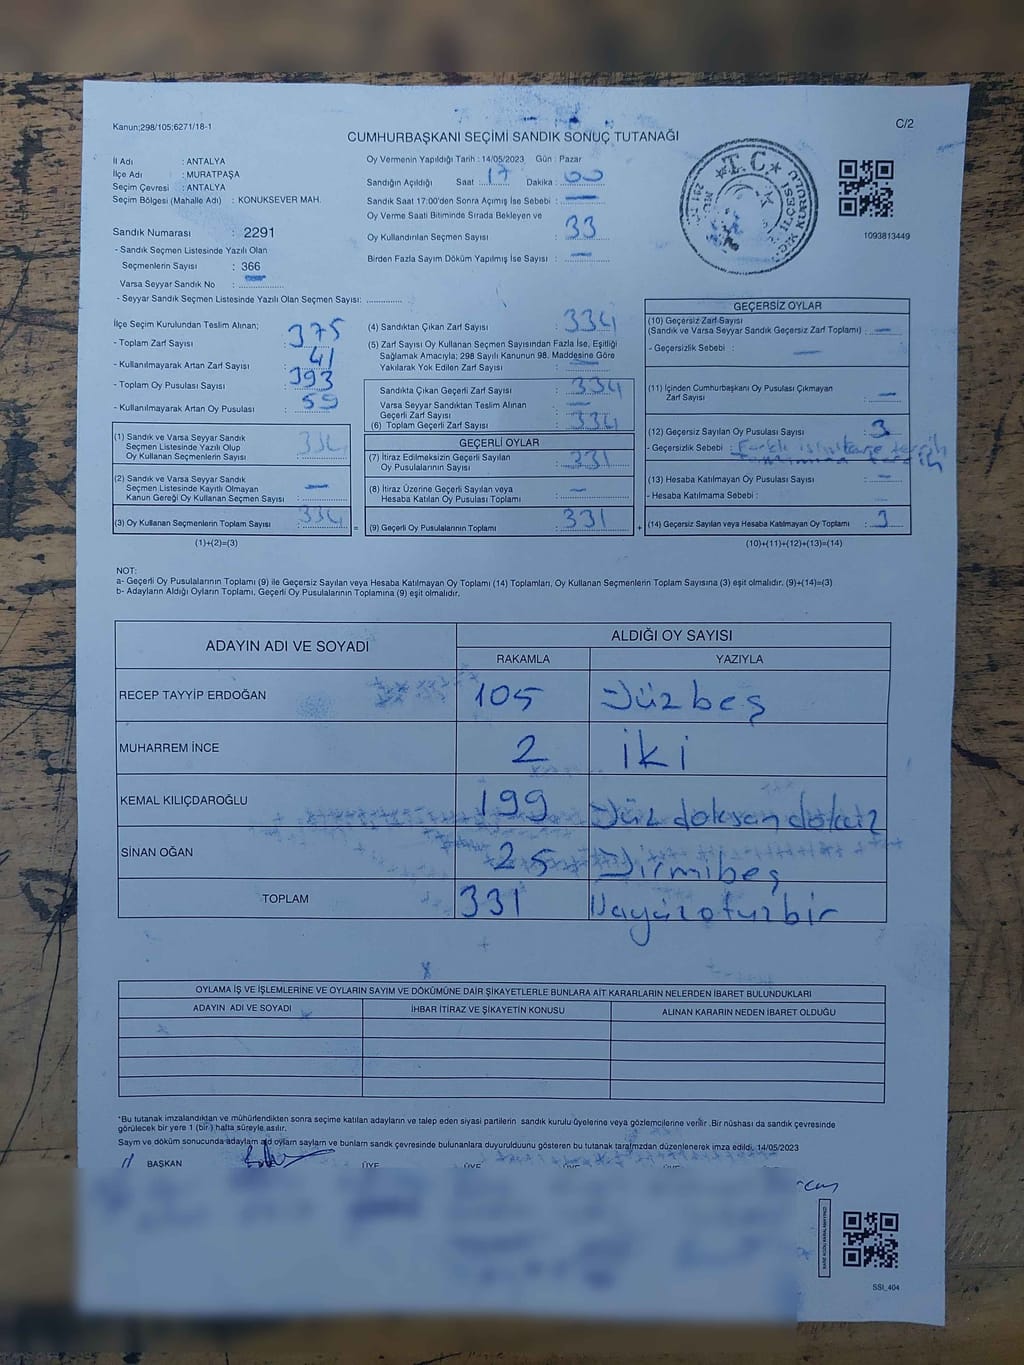 Kanun;298/105;6271/18-1
C/2
CUMHURBAŞKANI SEÇİMİ SANDIK SONUÇ TUTANAĞI
İl Adı : ANTALYA
İlçe Adı : MURATPAŞA
Seçim Çevresi : ANTALYA
Seçim Bölgesi (Mahalle Adı) : KONUKSEVER MAH.
Sandık Numarası : 2291
- Sandık Seçmen Listesinde Yazılı Olan
Seçmenlerin Sayısı : 366
Varsa Seyyar Sandık No : —
- Seyyar Sandık Seçmen Listesinde Yazılı Olan Seçmen Sayısı: ............
Oy Vermenin Yapıldığı Tarih : 14/05/2023 Gün : Pazar
Sandığın Açıldığı Saat 17 Dakika : 00
Sandık Saat 17:00'den Sonra Açımış İse Sebebi : —
Oy Verme Saati Bitiminde Sırada Bekleyen ve
Oy Kullandırılan Seçmen Sayısı : 33
Birden Fazla Sayım Döküm Yapılmış İse Sayısı : —
T.C.
1093813449
İlçe Seçim Kurulundan Teslim Alınan;
- Toplam Zarf Sayısı : 375
- Kullanılmayarak Artan Zarf Sayısı : 41
- Toplam Oy Pusulası Sayısı : 393
- Kullanılmayarak Artan Oy Pusulası : 59
(1) Sandık ve Varsa Seyyar Sandık
Seçmen Listesinde Yazılı Olup
Oy Kullanan Seçmenlerin Sayısı : 334
(2) Sandık ve Varsa Seyyar Sandık
Seçmen Listesinde Kayıtlı Olmayan
Kanun Gereği Oy Kullanan Seçmen Sayısı : —
(3) Oy Kullanan Seçmenlerin Toplam Sayısı : 334
(1)+(2)=(3)
(4) Sandıktan Çıkan Zarf Sayısı : 334
(5) Zarf Sayısı Oy Kullanan Seçmen Sayısından Fazla İse, Eşitliği
Sağlamak Amacıyla; 298 Sayılı Kanunun 98. Maddesine Göre
Yakılarak Yok Edilen Zarf Sayısı : —
Sandıkta Çıkan Geçerli Zarf Sayısı : 334
Varsa Seyyar Sandıktan Teslim Alınan
Geçerli Zarf Sayısı : —
(6) Toplam Geçerli Zarf Sayısı : 334
GEÇERLİ OYLAR
(7) İtiraz Edilmeksizin Geçerli Sayılan
Oy Pusulalarının Sayısı : 331
(8) İtiraz Üzerine Geçerli Sayılan veya
Hesaba Katılan Oy Pusulası Toplamı : —
(9) Geçerli Oy Pusulalarının Toplamı : 331
=
+
GEÇERSİZ OYLAR
(10) Geçersiz Zarf Sayısı
(Sandık ve Varsa Seyyar Sandık Geçersiz Zarf Toplamı) : —
- Geçersizlik Sebebi : —
(11) İçinden Cumhurbaşkanı Oy Pusulası Çıkmayan
Zarf Sayısı : —
(12) Geçersiz Sayılan Oy Pusulası Sayısı : 3
- Geçersizlik Sebebi : Farklı
(13) Hesaba Katılmayan Oy Pusulası Sayısı : —
- Hesaba Katılmama Sebebi :
(14) Geçersiz Sayılan veya Hesaba Katılmayan Oy Toplamı : 3
(10)+(11)+(12)+(13)=(14)
NOT:
a- Geçerli Oy Pusulalarının Toplamı (9) ile Geçersiz Sayılan veya Hesaba Katılmayan Oy Toplamı (14) Toplamları, Oy Kullanan Seçmenlerin Toplam Sayısına (3) eşit olmalıdır. (9)+(14)=(3)
b- Adayların Aldığı Oyların Toplamı, Geçerli Oy Pusulalarının Toplamına (9) eşit olmalıdır.
ADAYIN ADI VE SOYADI ALDIĞI OY SAYISI
RAKAMLA YAZIYLA
RECEP TAYYİP ERDOĞAN 105 Yüzbeş
MUHARREM İNCE 2 iki
KEMAL KILIÇDAROĞLU 199 Yüz doksan dokuz
SİNAN OĞAN 25 Yirmibeş
TOPLAM 331 Üçyüzotuzbir
OYLAMA İŞ VE İŞLEMLERİNE VE OYLARIN SAYIM VE DÖKÜMÜNE DAİR ŞİKAYETLERLE BUNLARA AİT KARARLARIN NELERDEN İBARET BULUNDUKLARI
ADAYIN ADI VE SOYADI İHBAR İTİRAZ VE ŞİKAYETİN KONUSU ALINAN KARARIN NEDEN İBARET OLDUĞU
*Bu tutanak imzalandıktan ve mühürlendikten sonra seçime katılan adayların ve talep eden siyasi partilerin sandık kurulu üyelerine veya gözlemcilerine verilir .Bir nüshası da sandık çevresinde
görülecek bir yere 1 (bir) hafta süreyle asılır.
Sayım ve döküm sonucunda adayların aldığı oyların sayıları ve bunların sandık çevresinde bulunanlara duyurulduğunu gösteren bu tutanak tarafımızdan düzenlenerek imza edildi. 14/05/2023
BAŞKAN ÜYE ÜYE ÜYE ÜYE
SSİ_404